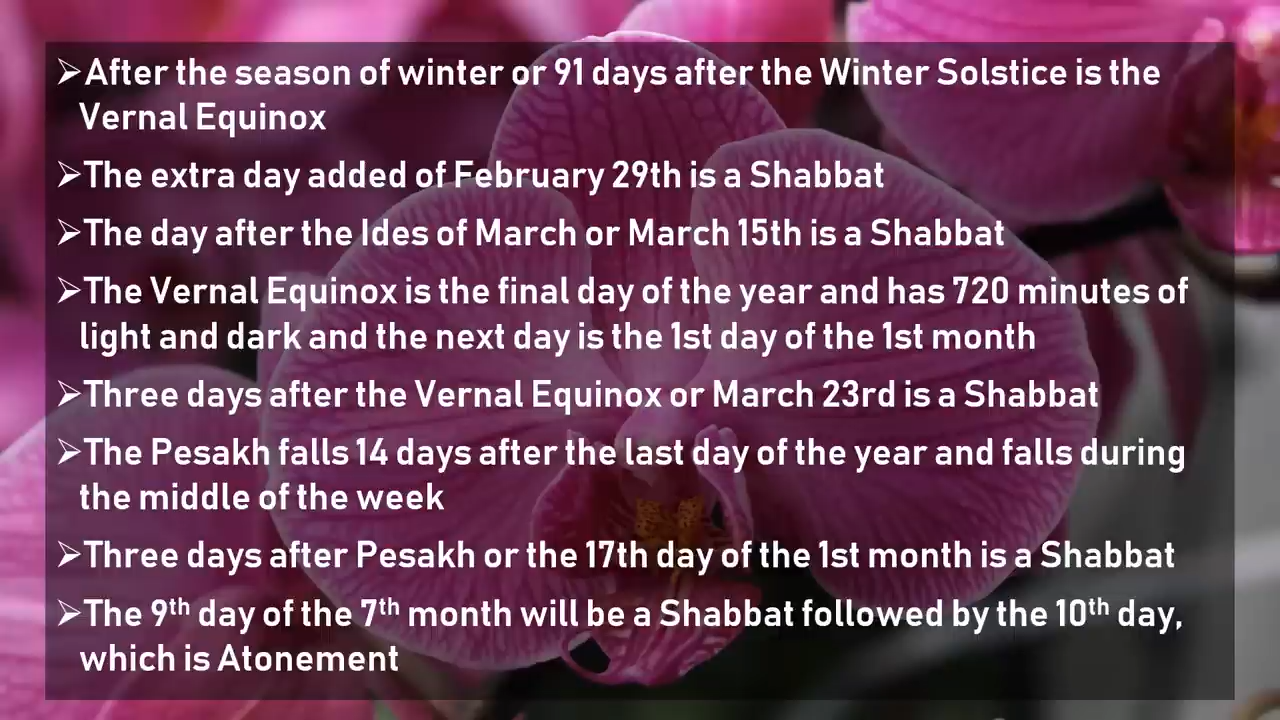 ➢After the season of winter or 91 days after the Winter Solstice is the
Vernal Equinox
➢The extra day added of February 29th is a Shabbat
➢The day after the Ides of March or March 15th is a Shabbat
➢The Vernal Equinox is the final day of the year and has 720 minutes of
light and dark and the next day is the 1st day of the 1st month
➢Three days after the Vernal Equinox or March 23rd is a Shabbat
➢The Pesakh falls 14 days after the last day of the year and falls during
the middle of the week
➢Three days after Pesakh or the 17th day of the 1st month is a Shabbat
➢The 9th day of the 7th month will be a Shabbat followed by the 10th day,
which is Atonement